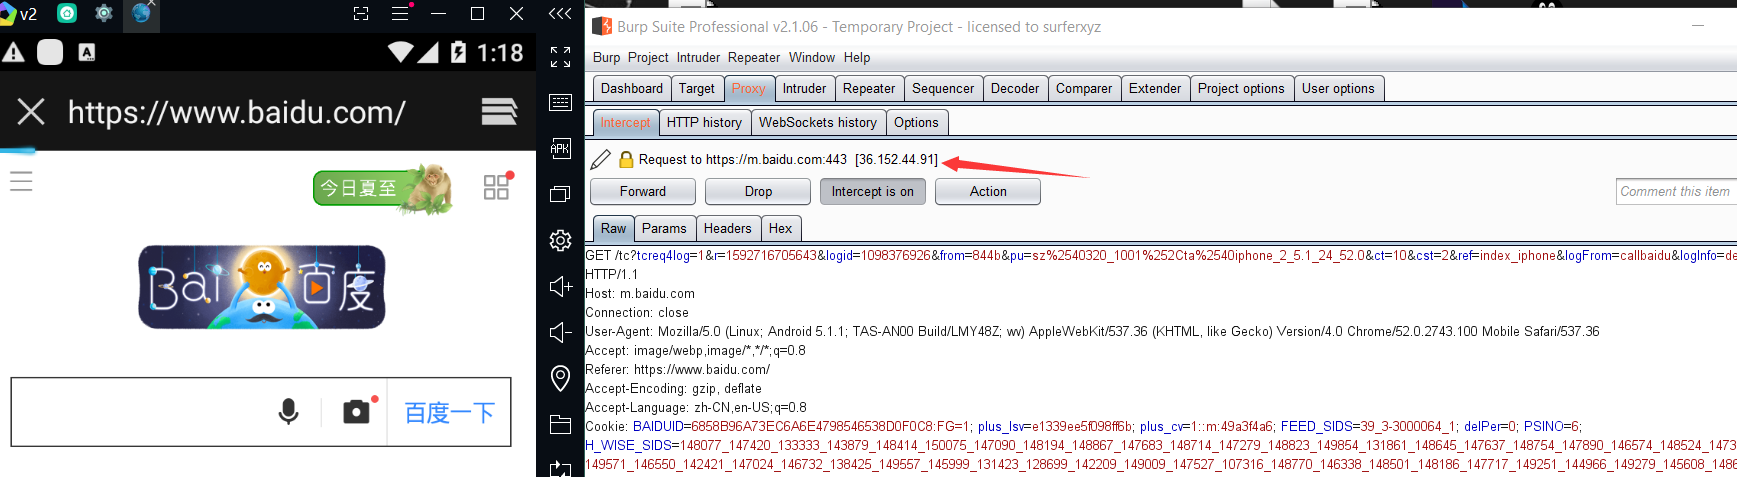 v2
1:18
https://www.baidu.com/
今日夏至
Bai 百度
百度一下
APK
Burp Suite Professional v2.1.06 - Temporary Project - licensed to surferxyz
Burp Project Intruder Repeater Window Help
Dashboard Target Proxy Intruder Repeater Sequencer Decoder Comparer Extender Project options User options
Intercept HTTP history WebSockets history Options
Request to https://m.baidu.com:443 [36.152.44.91]
Forward Drop Intercept is on Action Comment this item
Raw Params Headers Hex
GET /tc?tcreq4log=1&r=1592716705643&logid=1098376926&from=844b&pu=sz%2540320_1001%252Cta%2540iphone_2_5.1_24_52.0&ct=10&cst=2&ref=index_iphone&logFrom=callbaidu&logInfo=de
HTTP/1.1
Host: m.baidu.com
Connection: close
User-Agent: Mozilla/5.0 (Linux; Android 5.1.1; TAS-AN00 Build/LMY48Z; wv) AppleWebKit/537.36 (KHTML, like Gecko) Version/4.0 Chrome/52.0.2743.100 Mobile Safari/537.36
Accept: image/webp,image/*,*/*;q=0.8
Referer: https://www.baidu.com/
Accept-Encoding: gzip, deflate
Accept-Language: zh-CN,en-US;q=0.8
Cookie: BAIDUID=6858B96A73EC6A6E4798546538D0F0C8:FG=1; plus_lsv=e1339ee5f098ff6b; plus_cv=1::m:49a3f4a6; FEED_SIDS=39_3-3000064_1; delPer=0; PSINO=6;
H_WISE_SIDS=148077_147420_133333_143879_148414_150075_147090_148194_148867_147683_148714_147279_148823_149854_131861_148645_147637_148754_147890_146574_148524_1473
149571_146550_142421_147024_146732_138425_149557_145999_131423_128699_142209_149009_147527_107316_148770_146338_148501_148186_147717_149251_144966_149279_145608_1486